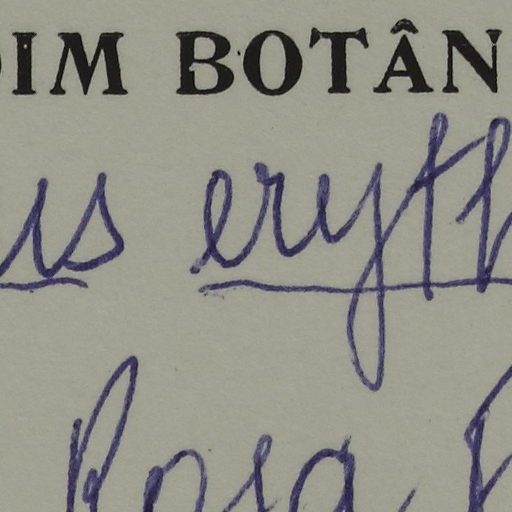 DIM BOTÂN
us eryth
Rosa